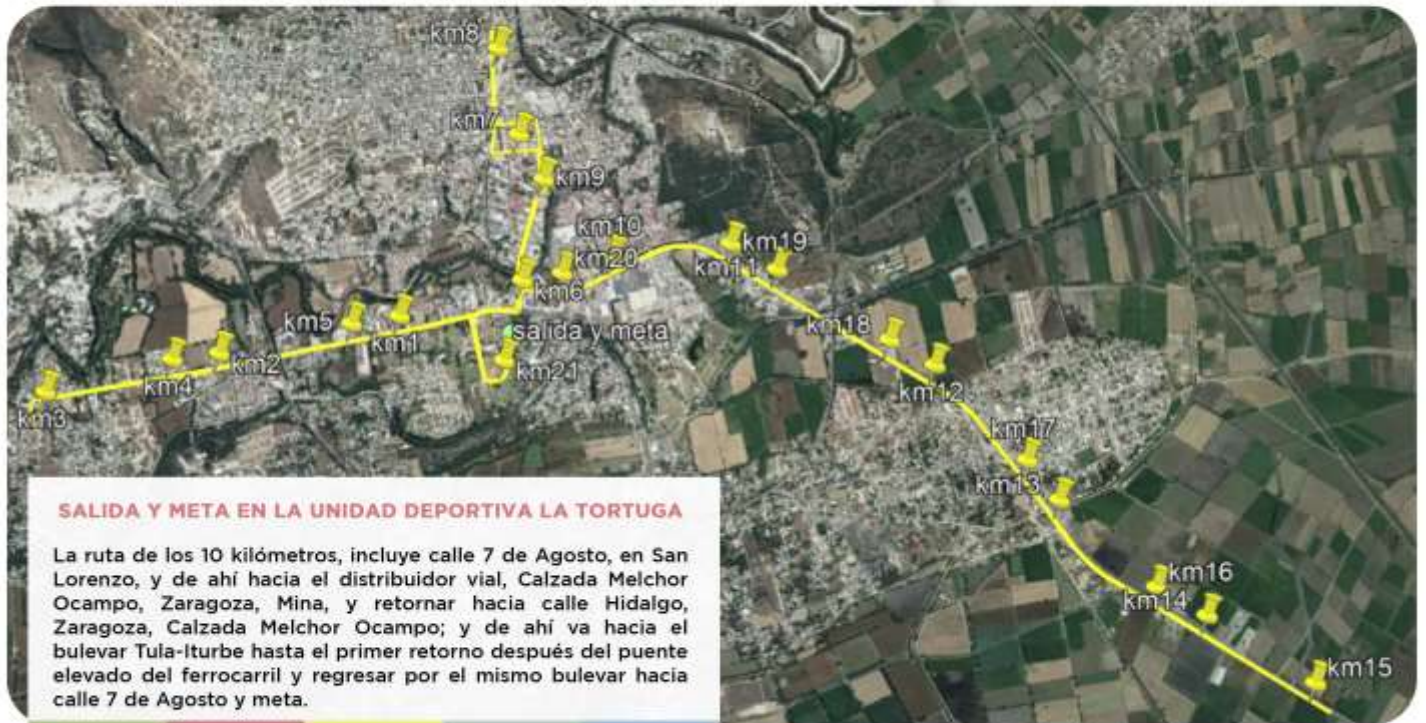 km8
km7
km9
km10
km19
km20
km11
km6
km5
km18
km1
salida y meta
km2
km21
km4
km12
km3
km17
km13
SALIDA Y META EN LA UNIDAD DEPORTIVA LA TORTUGA
La ruta de los 10 kilómetros, incluye calle 7 de Agosto, en San
Lorenzo, y de ahí hacia el distribuidor vial, Calzada Melchor
Ocampo, Zaragoza, Mina, y retornar hacia calle Hidalgo,
Zaragoza, Calzada Melchor Ocampo; y de ahí va hacia el
bulevar Tula-Iturbe hasta el primer retorno después del puente
elevado del ferrocarril y regresar por el mismo bulevar hacia
calle 7 de Agosto y meta.
km16
km14
km15